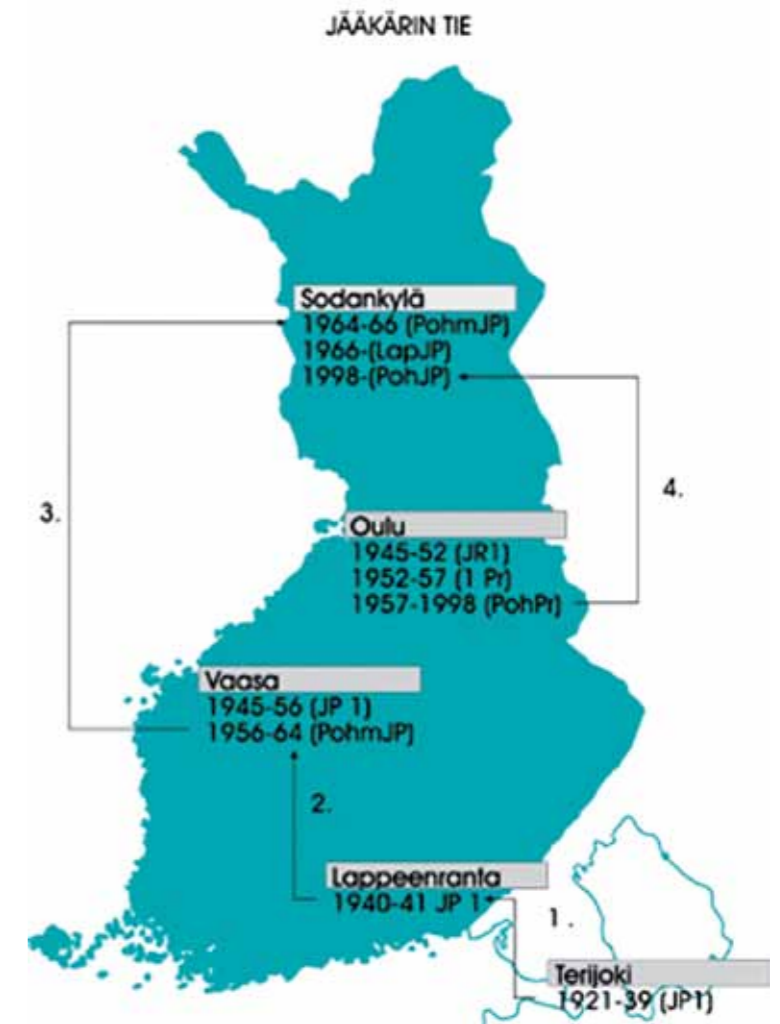 JÄÄKÄRIN TIE
Sodankylä
1964-66 (PohmJP)
1966-(LapJP)
1998-(PohJP)
3.
4.
Oulu
1945-52 (JR1)
1952-57 (1 Pr)
1957-1998 (PohPr)
Vaasa
1945-56 (JP 1)
1956-64 (PohmJP)
2.
Lappeenranta
1940-41 JP 1
1.
Terijoki
1921-39 (JP1)